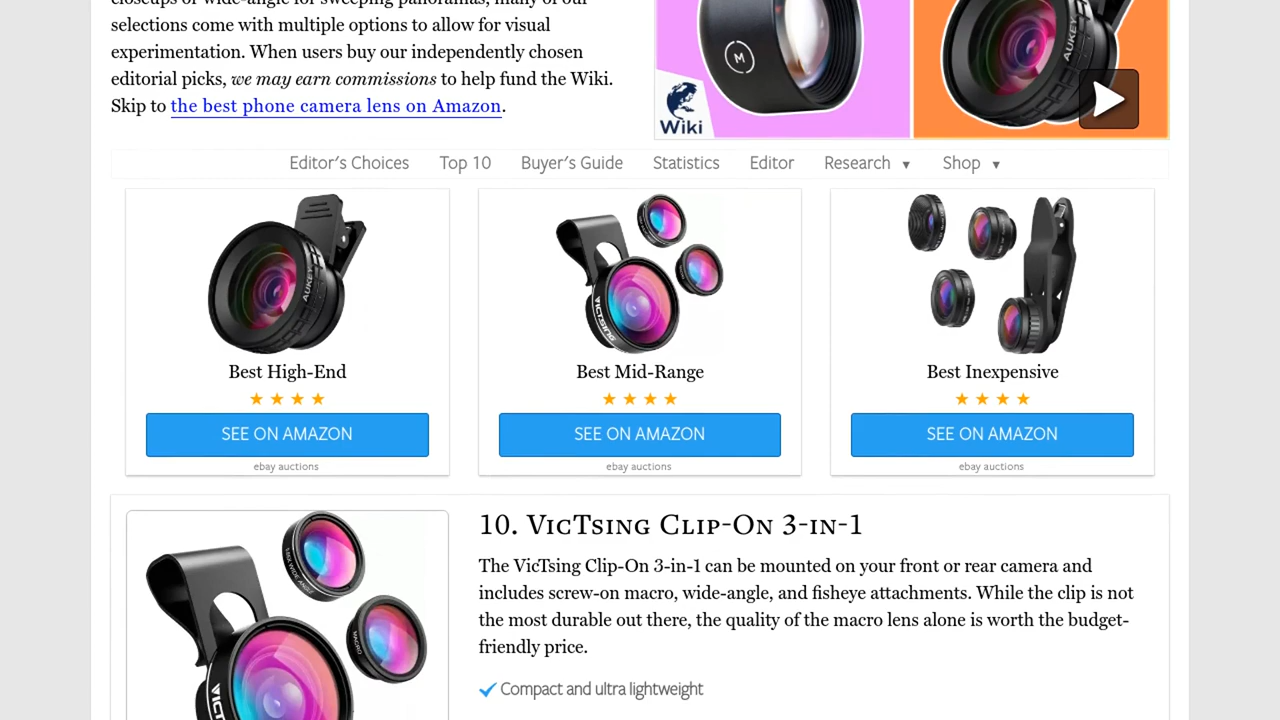 closeups or wide-angle for sweeping panoramas, many of our
selections come with multiple options to allow for visual
experimentation. When users buy our independently chosen
editorial picks, we may earn commissions to help fund the Wiki.
Skip to the best phone camera lens on Amazon.
M
AUKEY
Wiki
Editor's Choices Top 10 Buyer's Guide Statistics Editor Research ▼ Shop ▼
AUKEY
VICTSING
Best High-End
Best Mid-Range
Best Inexpensive
★ ★ ★ ★
★ ★ ★ ★
★ ★ ★ ★
SEE ON AMAZON
SEE ON AMAZON
SEE ON AMAZON
ebay auctions
ebay auctions
ebay auctions
MACRO
VICT
10. VicTsing Clip-On 3-in-1
The VicTsing Clip-On 3-in-1 can be mounted on your front or rear camera and
includes screw-on macro, wide-angle, and fisheye attachments. While the clip is not
the most durable out there, the quality of the macro lens alone is worth the budget-
friendly price.
Compact and ultra lightweight